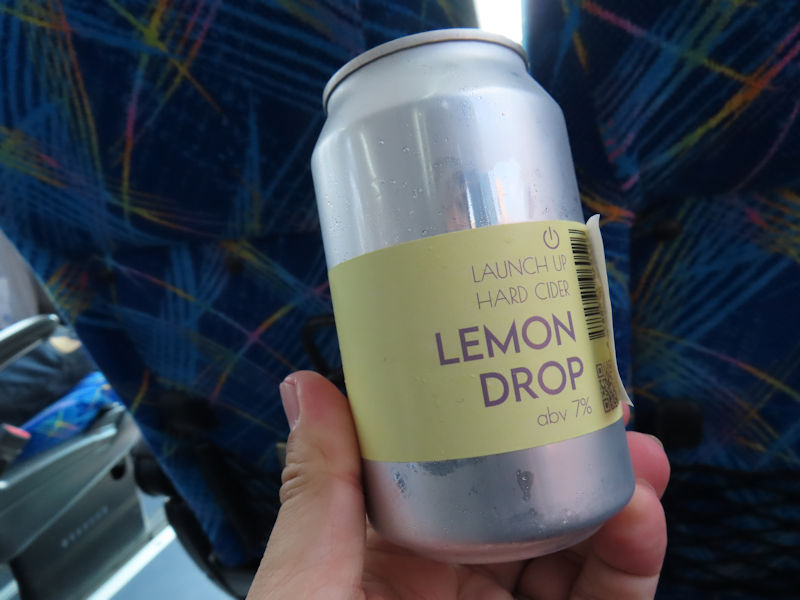 LAUNCH UP
HARD CIDER
LEMON
DROP
abv 7%